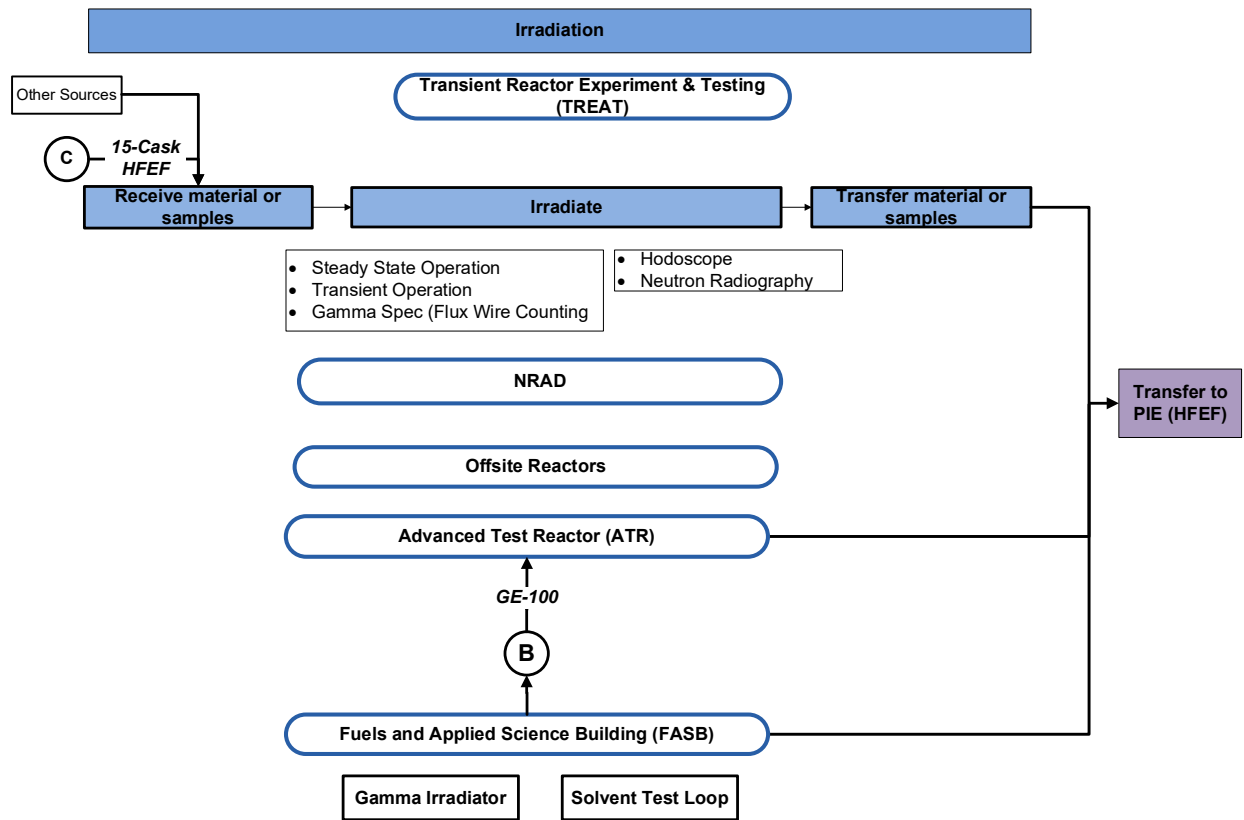 Irradiation
Transient Reactor Experiment & Testing
(TREAT)
Other Sources
C
15-Cask
HFEF
Receive material or
samples
Irradiate
Transfer material or
samples
• Steady State Operation
• Transient Operation
• Gamma Spec (Flux Wire Counting
• Hodoscope
• Neutron Radiography
NRAD
Transfer to
PIE (HFEF)
Offsite Reactors
Advanced Test Reactor (ATR)
GE-100
B
Fuels and Applied Science Building (FASB)
Gamma Irradiator
Solvent Test Loop